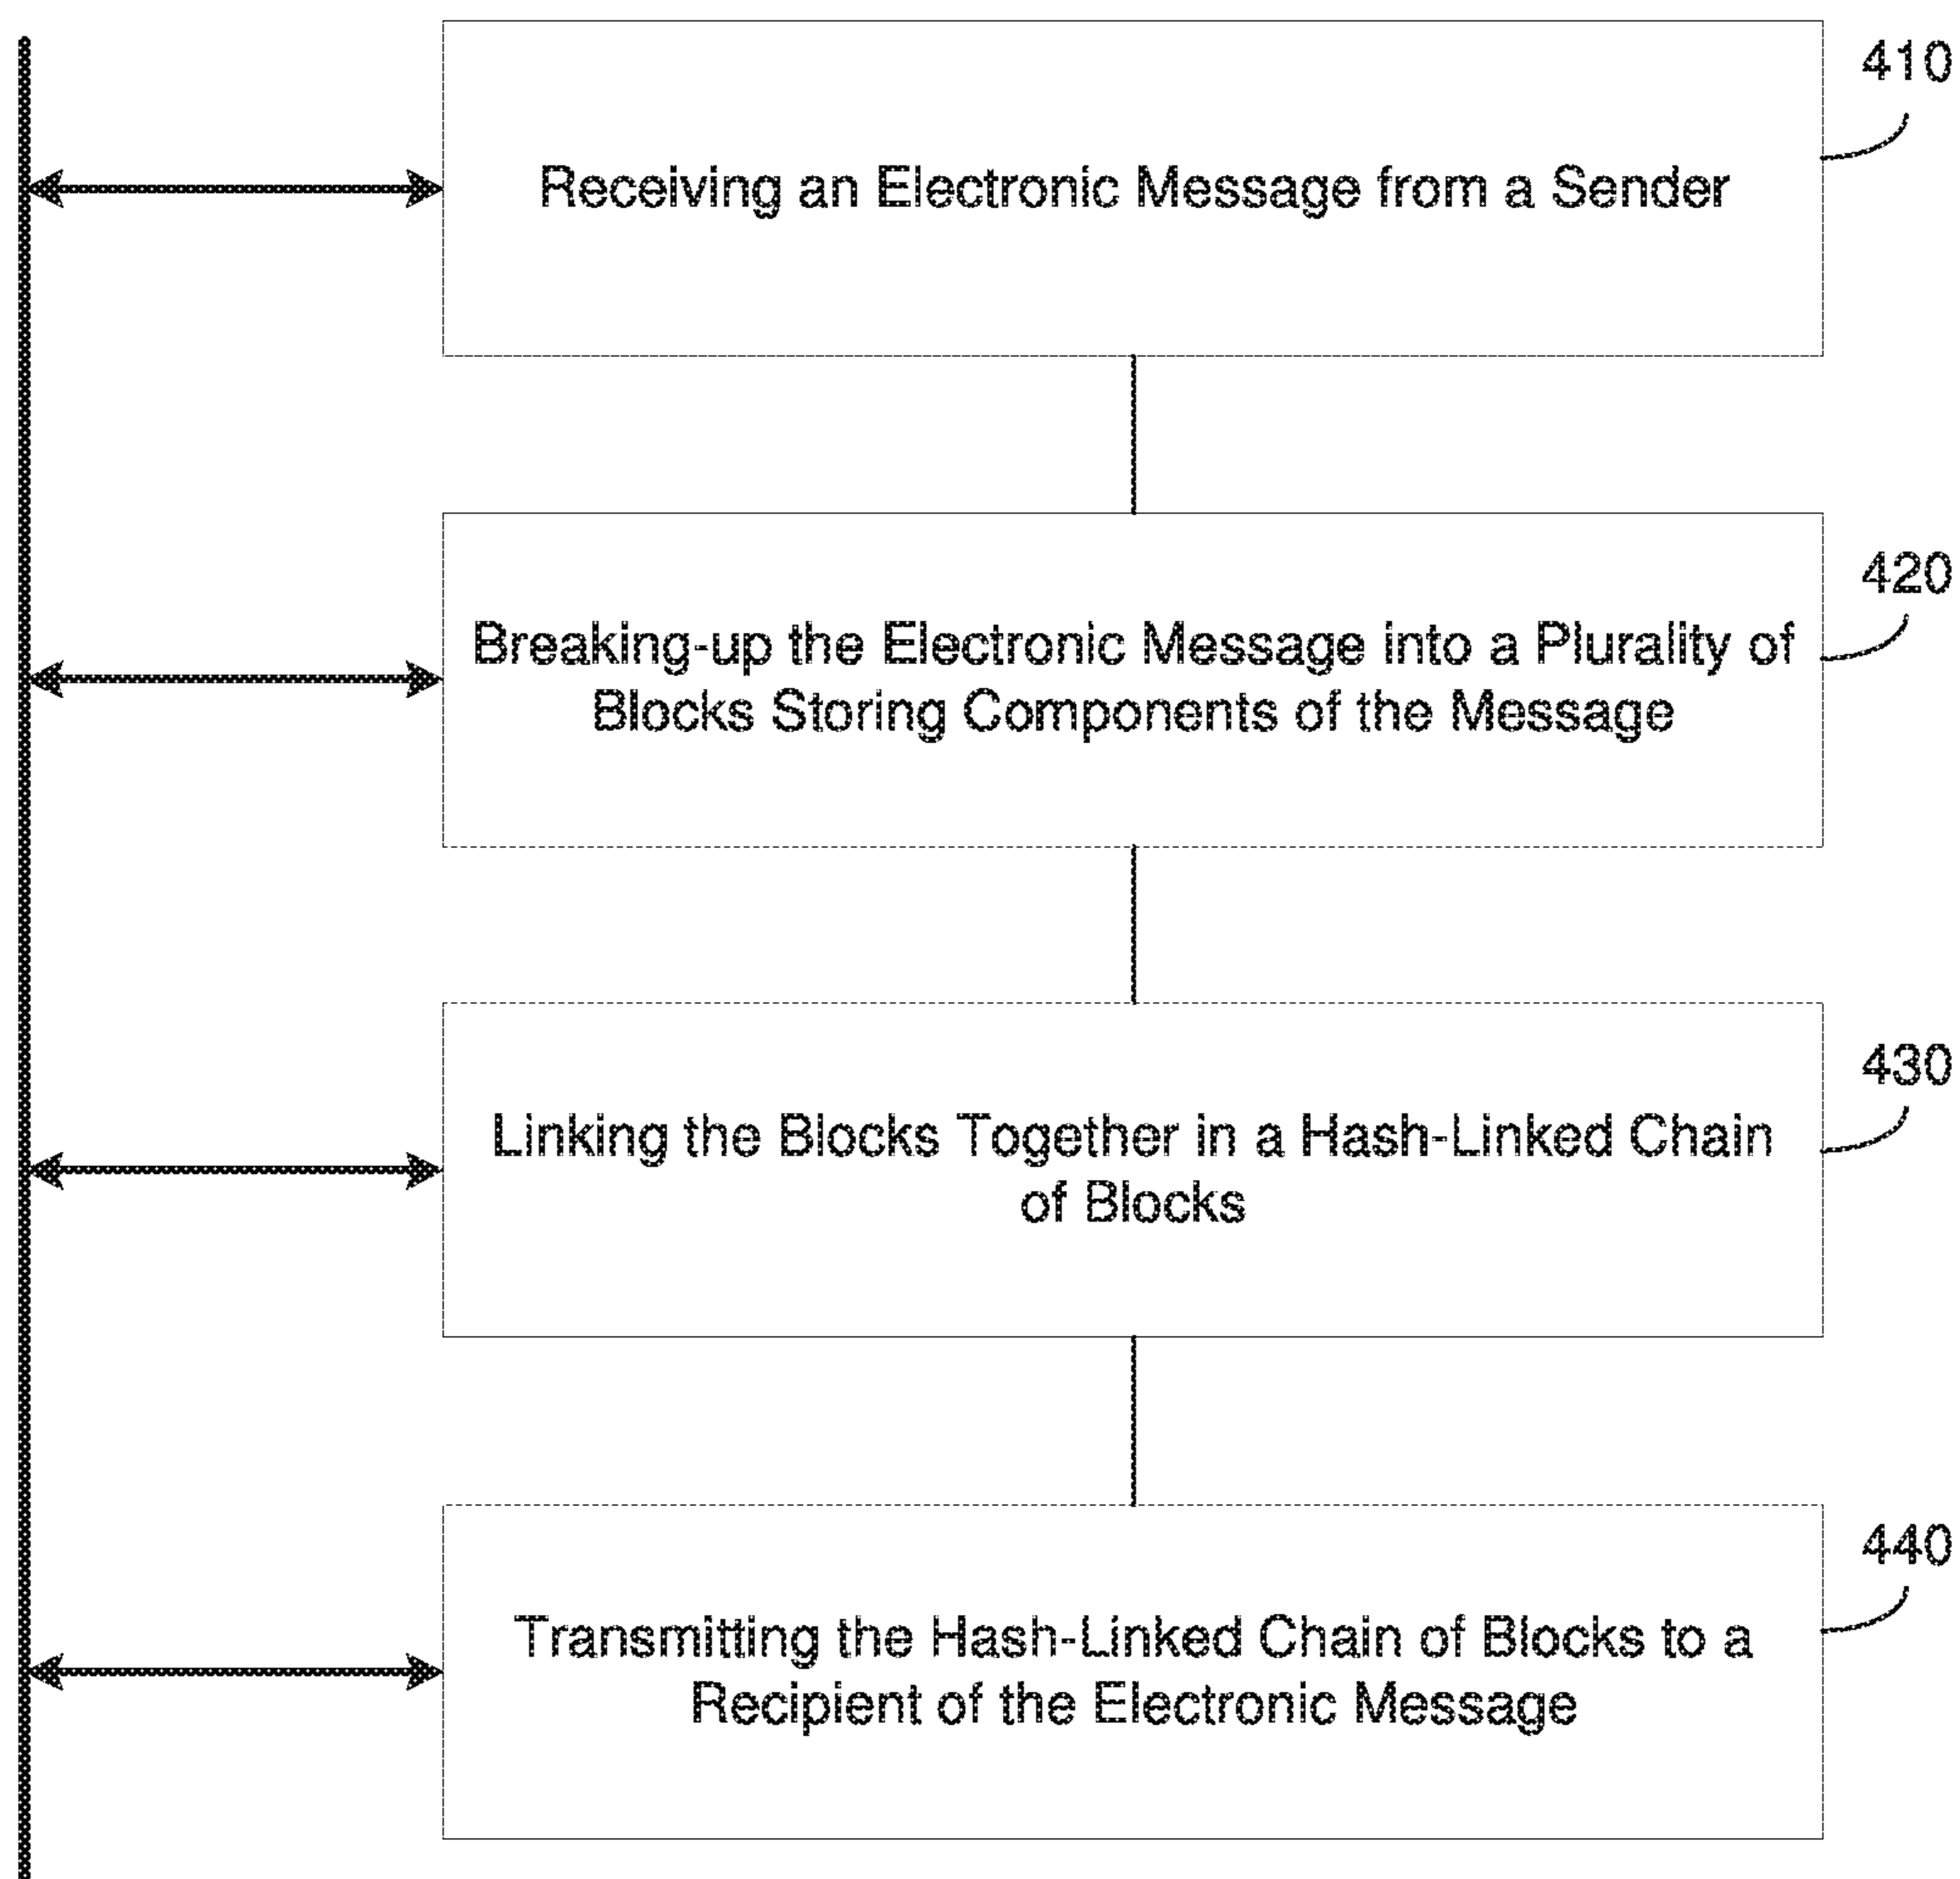 410
Receiving an Electronic Message from a Sender
420
Breaking-up the Electronic Message into a Plurality of
Blocks Storing Components of the Message
430
Linking the Blocks Together in a Hash-Linked Chain
of Blocks
440
Transmitting the Hash-Linked Chain of Blocks to a
Recipient of the Electronic Message